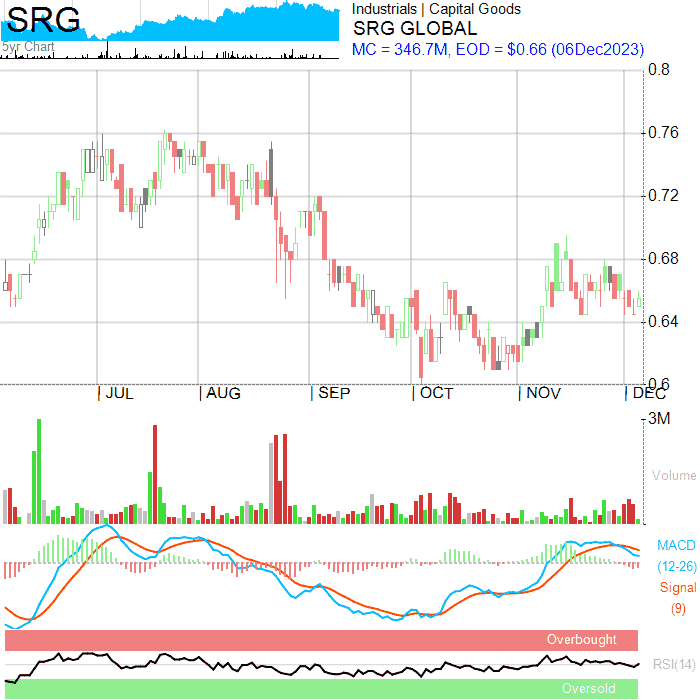 SRG
5yr Chart
Industrials | Capital Goods
SRG GLOBAL
MC = 346.7M, EOD = $0.66 (06Dec2023)
0.8
0.76
0.72
0.68
0.64
0.6
| JUL | AUG | SEP | OCT | NOV | DEC
3M
Volume
MACD
(12-26)
Signal
(9)
Overbought
RSI(14)
Oversold